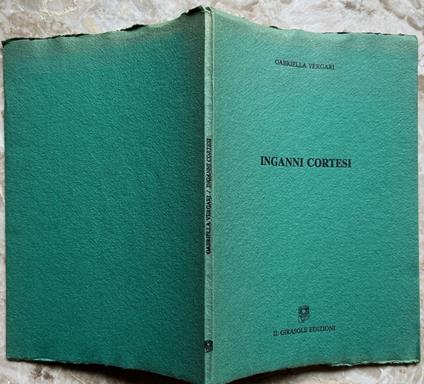 GABRIELLA VERGARI / INGANNI CORTESI
GABRIELLA VERGARI
INGANNI CORTESI
IL GIRASOLE EDIZIONI